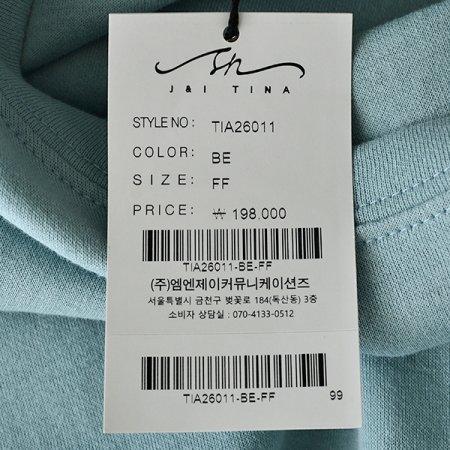 J&I TINA
STYLE NO : TIA26011
COLOR: BE
SIZE: FF
PRICE: ₩ 198.000
TIA26011-BE-FF
(주)엠엔제이커뮤니케이션즈
서울특별시 금천구 벚꽃로 184(독산동) 3층
소비자 상담실 : 070-4133-0512
TIA26011-BE-FF
99